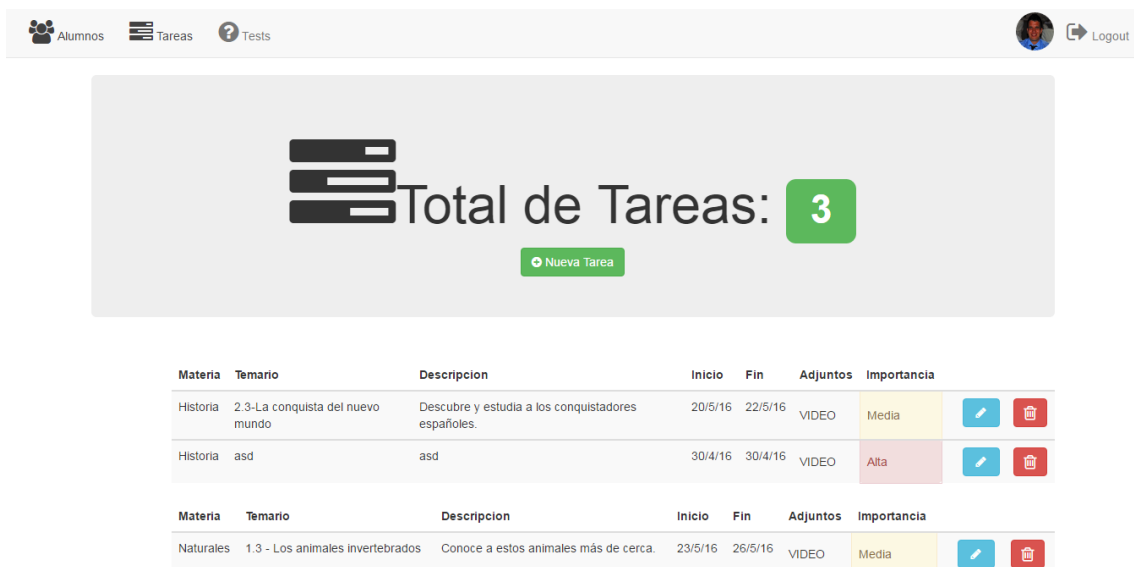 Alumnos Tareas Tests Logout
Total de Tareas: 3
Nueva Tarea
Materia Temario Descripcion Inicio Fin Adjuntos Importancia
Historia 2.3-La conquista del nuevo mundo Descubre y estudia a los conquistadores españoles. 20/5/16 22/5/16 VIDEO Media
Historia asd asd 30/4/16 30/4/16 VIDEO Alta
Materia Temario Descripcion Inicio Fin Adjuntos Importancia
Naturales 1.3 - Los animales invertebrados Conoce a estos animales más de cerca. 23/5/16 26/5/16 VIDEO Media